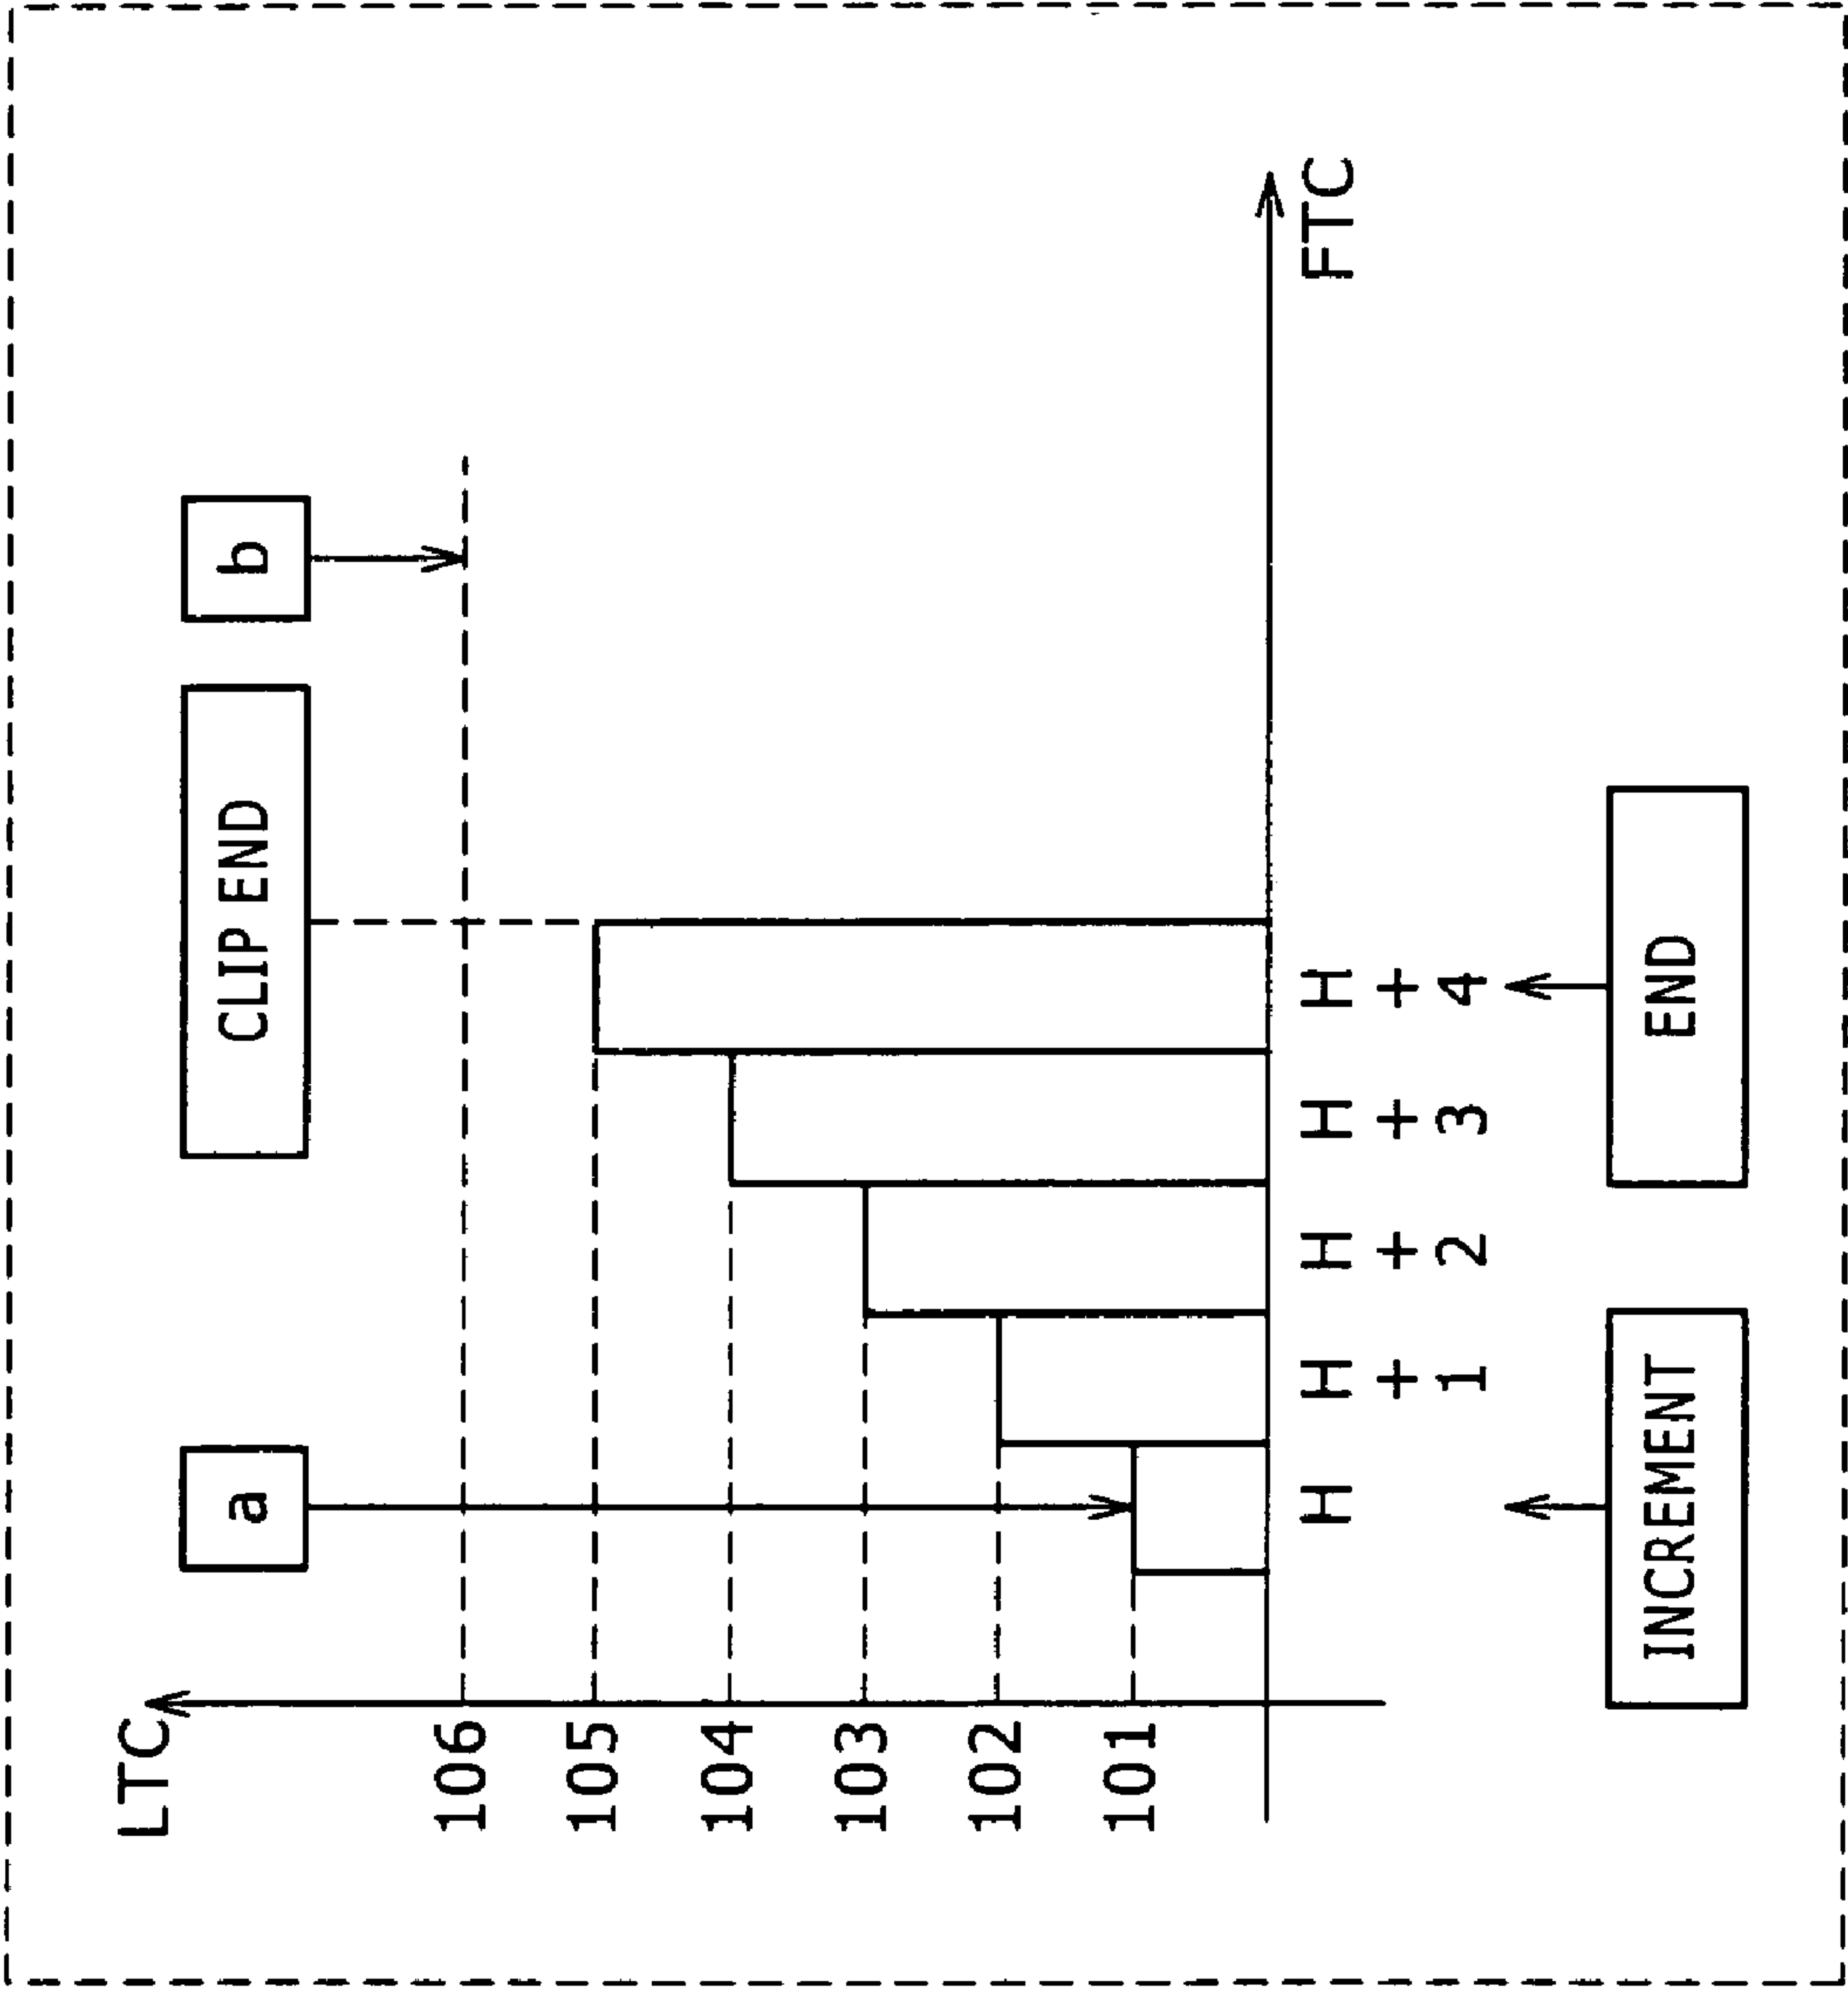 LTC
a
CLIP END
b
106
105
104
103
102
101
H
H+1
H+2
H+3
H+4
FTC
INCREMENT
END